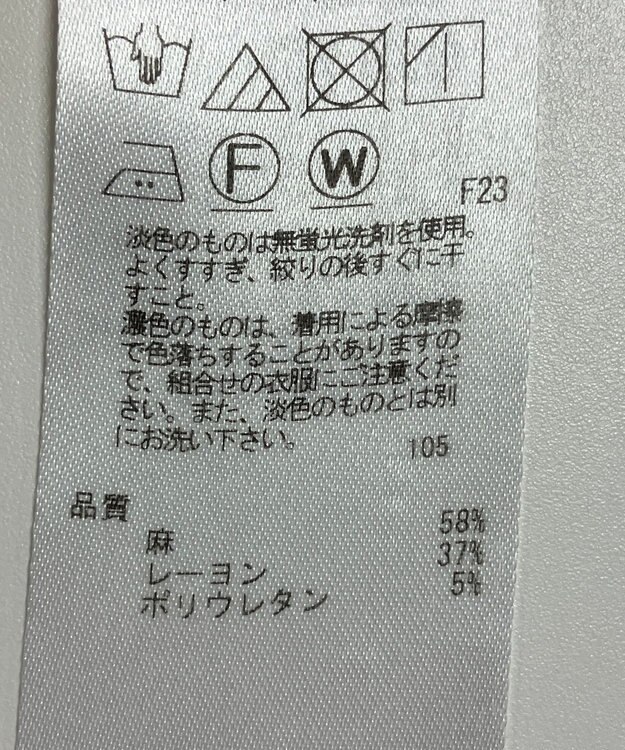 F
W
F23
淡色のものは無蛍光洗剤を使用。
よくすすぎ、絞りの後すぐに干
すこと。
濃色のものは、着用による摩擦
で色落ちすることがありますの
で、組合せの衣服にご注意くだ
さい。また、淡色のものとは別
にお洗い下さい。
105
品質
麻 58%
レーヨン 37%
ポリウレタン 5%